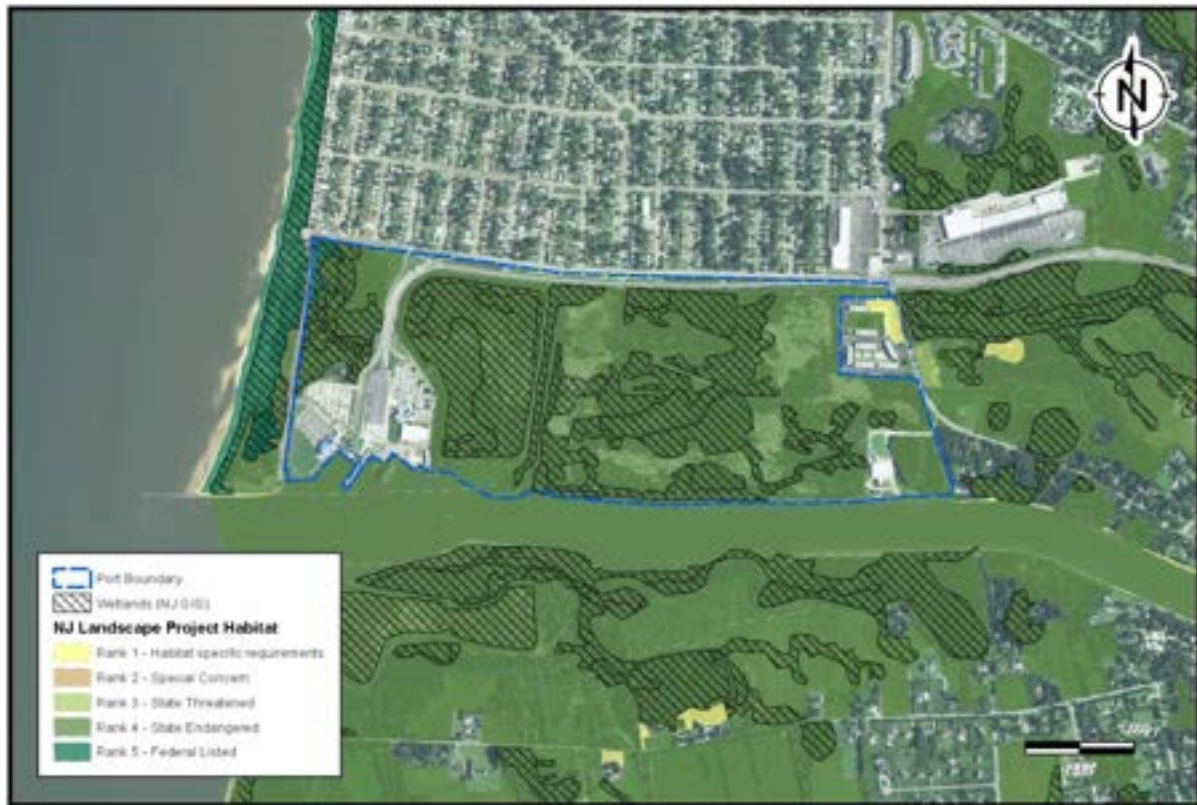 N
Port Boundary
Wetlands (NJ GIS)
NJ Landscape Project Habitat
Rank 1 - Habitat specific requirements
Rank 2 - Special Concern
Rank 3 - State Threatened
Rank 4 - State Endangered
Rank 5 - Federal Listed